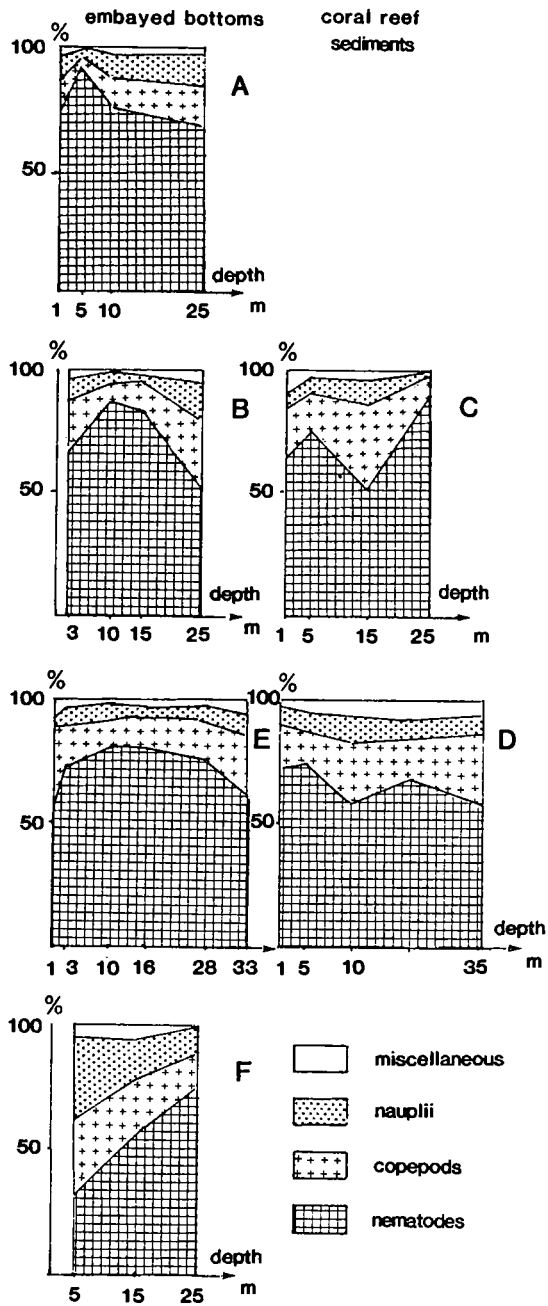 embayed bottoms
coral reef
sediments
%
100
50
A
depth
m
1 5 10 25
%
100
50
B
depth
m
3 10 15 25
%
100
50
C
depth
m
1 5 15 25
%
100
50
E
1 3 10 16 28 33
%
100
50
D
depth
m
1 5 10 35
%
100
50
F
depth
m
5 15 25
miscellaneous
nauplii
copepods
nematodes